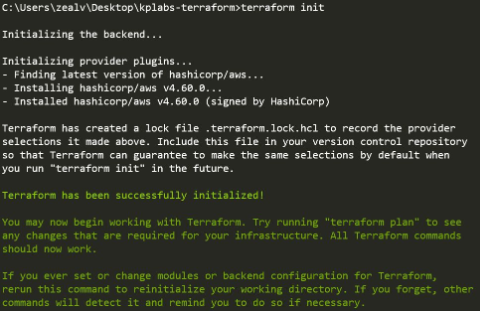 C:\Users\zealv\Desktop\kplabs-terraform>terraform init
Initializing the backend...
Initializing provider plugins...
- Finding latest version of hashicorp/aws...
- Installing hashicorp/aws v4.60.0...
- Installed hashicorp/aws v4.60.0 (signed by HashiCorp)
Terraform has created a lock file .terraform.lock.hcl to record the provider
selections it made above. Include this file in your version control repository
so that Terraform can guarantee to make the same selections by default when
you run "terraform init" in the future.
Terraform has been successfully initialized!
You may now begin working with Terraform. Try running "terraform plan" to see
any changes that are required for your infrastructure. All Terraform commands
should now work.
If you ever set or change modules or backend configuration for Terraform,
rerun this command to reinitialize your working directory. If you forget, other
commands will detect it and remind you to do so if necessary.